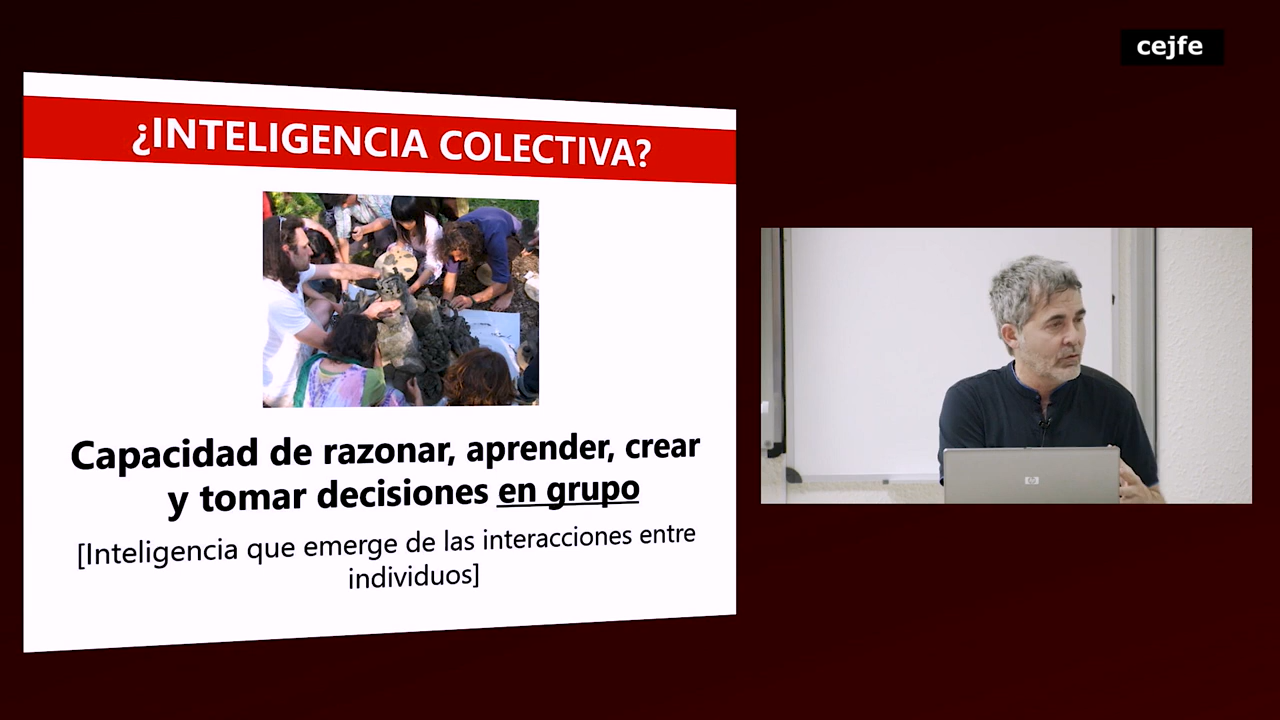 cejfe
¿INTELIGENCIA COLECTIVA?
Capacidad de razonar, aprender, crear
y tomar decisiones en grupo
[Inteligencia que emerge de las interacciones entre
individuos]
hp